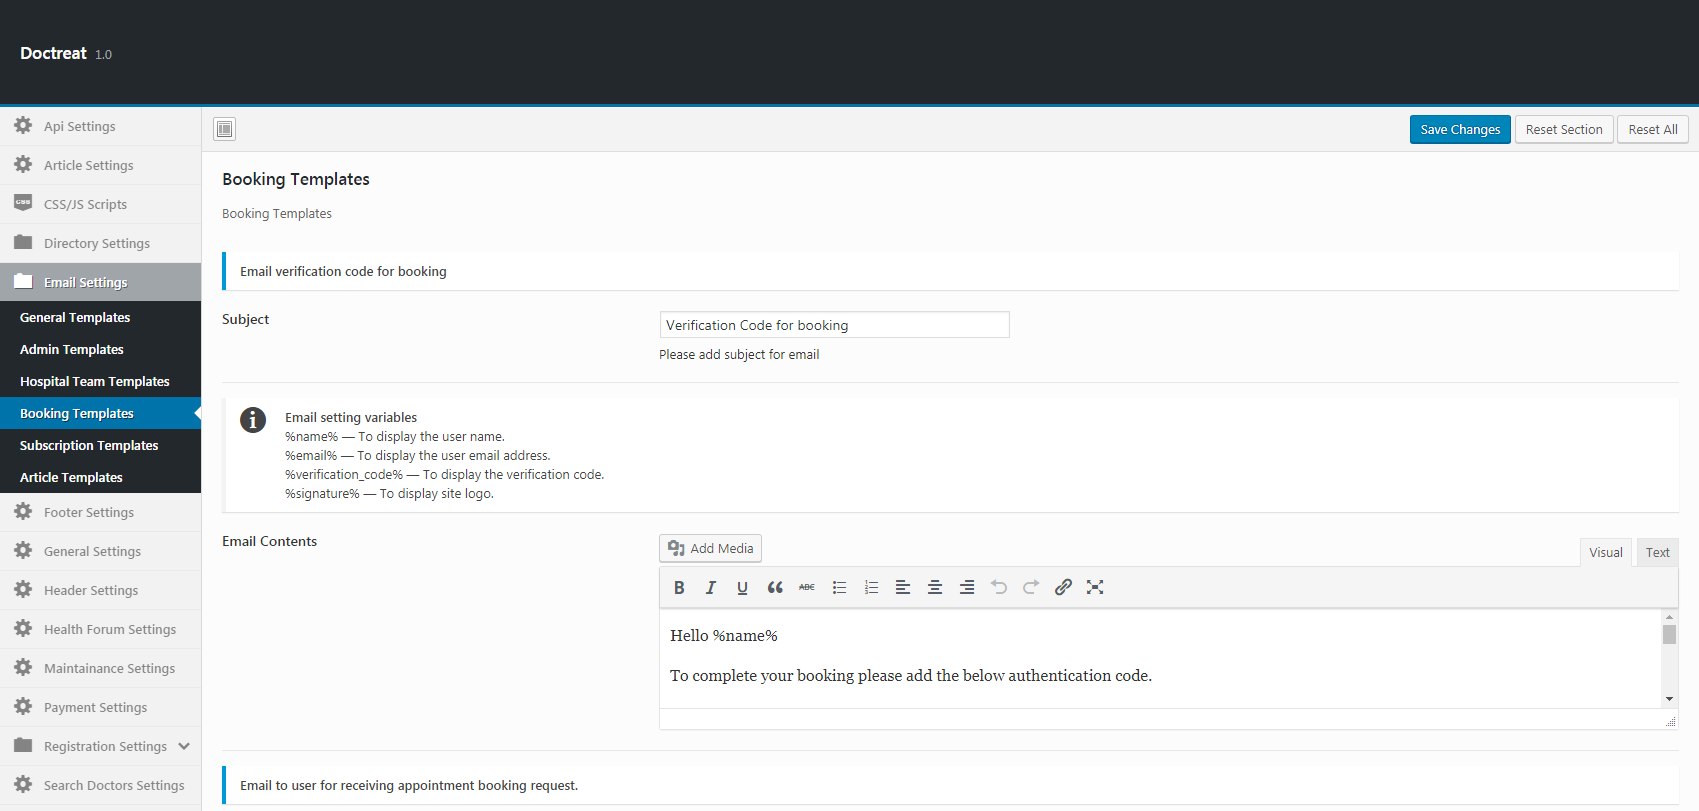 Doctreat 1.0
Api Settings
Article Settings
CSS/JS Scripts
Directory Settings
Email Settings
General Templates
Admin Templates
Hospital Team Templates
Booking Templates
Subscription Templates
Article Templates
Footer Settings
General Settings
Header Settings
Health Forum Settings
Maintainance Settings
Payment Settings
Registration Settings
Search Doctors Settings
Save Changes
Reset Section
Reset All
Booking Templates
Booking Templates
Email verification code for booking
Subject
Verification Code for booking
Please add subject for email
Email setting variables
%name% — To display the user name.
%email% — To display the user email address.
%verification_code% — To display the verification code.
%signature% — To display site logo.
Email Contents
Add Media
Visual
Text
B I U ABC
Hello %name%
To complete your booking please add the below authentication code.
Email to user for receiving appointment booking request.